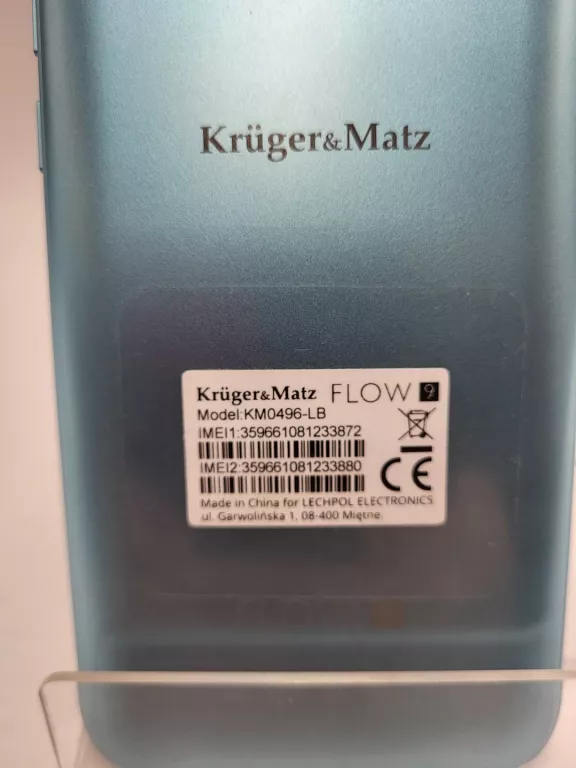 Krüger&Matz
Krüger&Matz FLOW 9
Model:KM0496-LB
IMEI1:359661081233872
IMEI2:359661081233880
CE
Made in China for LECHPOL ELECTRONICS
ul. Garwolińska 1, 08-400 Miętne